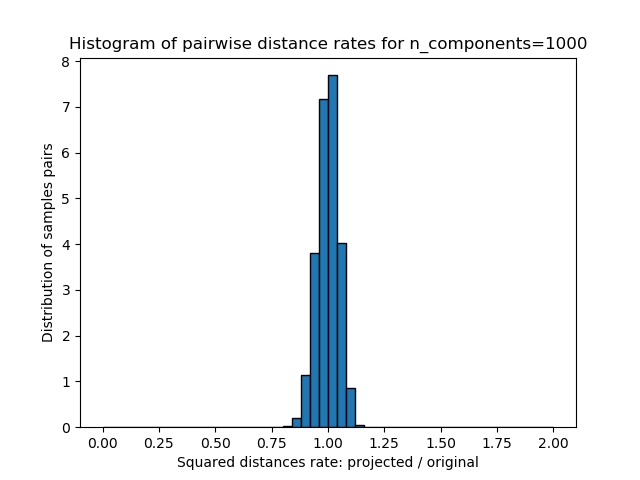 Histogram of pairwise distance rates for n_components=1000
8
7
6
5
4
3
2
1
0
Distribution of samples pairs
0.00 0.25 0.50 0.75 1.00 1.25 1.50 1.75 2.00
Squared distances rate: projected / original